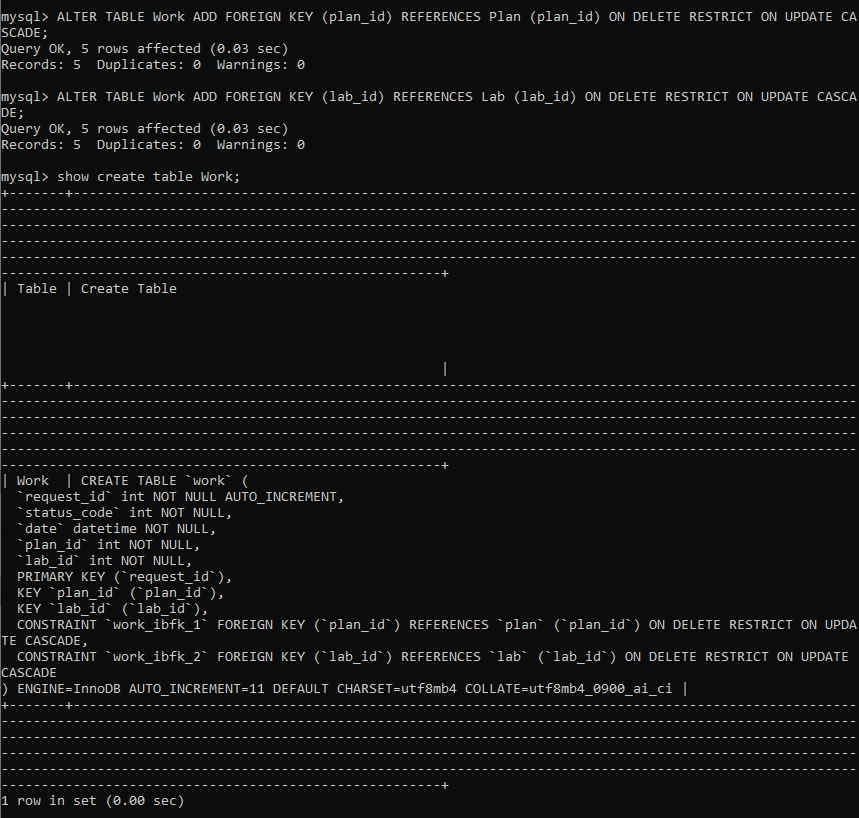 mysql> ALTER TABLE Work ADD FOREIGN KEY (plan_id) REFERENCES Plan (plan_id) ON DELETE RESTRICT ON UPDATE CA
SCADE;
Query OK, 5 rows affected (0.03 sec)
Records: 5  Duplicates: 0  Warnings: 0

mysql> ALTER TABLE Work ADD FOREIGN KEY (lab_id) REFERENCES Lab (lab_id) ON DELETE RESTRICT ON UPDATE CASCA
DE;
Query OK, 5 rows affected (0.03 sec)
Records: 5  Duplicates: 0  Warnings: 0

mysql> show create table Work;
+-------+--------------------------------------------------------------------------------------------------
-----------------------------------------------------------------------------------------------------------
-----------------------------------------------------------------------------------------------------------
-----------------------------------------------------------------------------------------------------------
-----------------------------------------------------------------------------------------------------------
-------------------------------------------------------+
| Table | Create Table
|
+-------+--------------------------------------------------------------------------------------------------
-----------------------------------------------------------------------------------------------------------
-----------------------------------------------------------------------------------------------------------
-----------------------------------------------------------------------------------------------------------
-----------------------------------------------------------------------------------------------------------
-------------------------------------------------------+
| Work  | CREATE TABLE `work` (
  `request_id` int NOT NULL AUTO_INCREMENT,
  `status_code` int NOT NULL,
  `date` datetime NOT NULL,
  `plan_id` int NOT NULL,
  `lab_id` int NOT NULL,
  PRIMARY KEY (`request_id`),
  KEY `plan_id` (`plan_id`),
  KEY `lab_id` (`lab_id`),
  CONSTRAINT `work_ibfk_1` FOREIGN KEY (`plan_id`) REFERENCES `plan` (`plan_id`) ON DELETE RESTRICT ON UPDA
TE CASCADE,
  CONSTRAINT `work_ibfk_2` FOREIGN KEY (`lab_id`) REFERENCES `lab` (`lab_id`) ON DELETE RESTRICT ON UPDATE
CASCADE
) ENGINE=InnoDB AUTO_INCREMENT=11 DEFAULT CHARSET=utf8mb4 COLLATE=utf8mb4_0900_ai_ci |
+-------+--------------------------------------------------------------------------------------------------
-----------------------------------------------------------------------------------------------------------
-----------------------------------------------------------------------------------------------------------
-----------------------------------------------------------------------------------------------------------
-----------------------------------------------------------------------------------------------------------
-------------------------------------------------------+
1 row in set (0.00 sec)